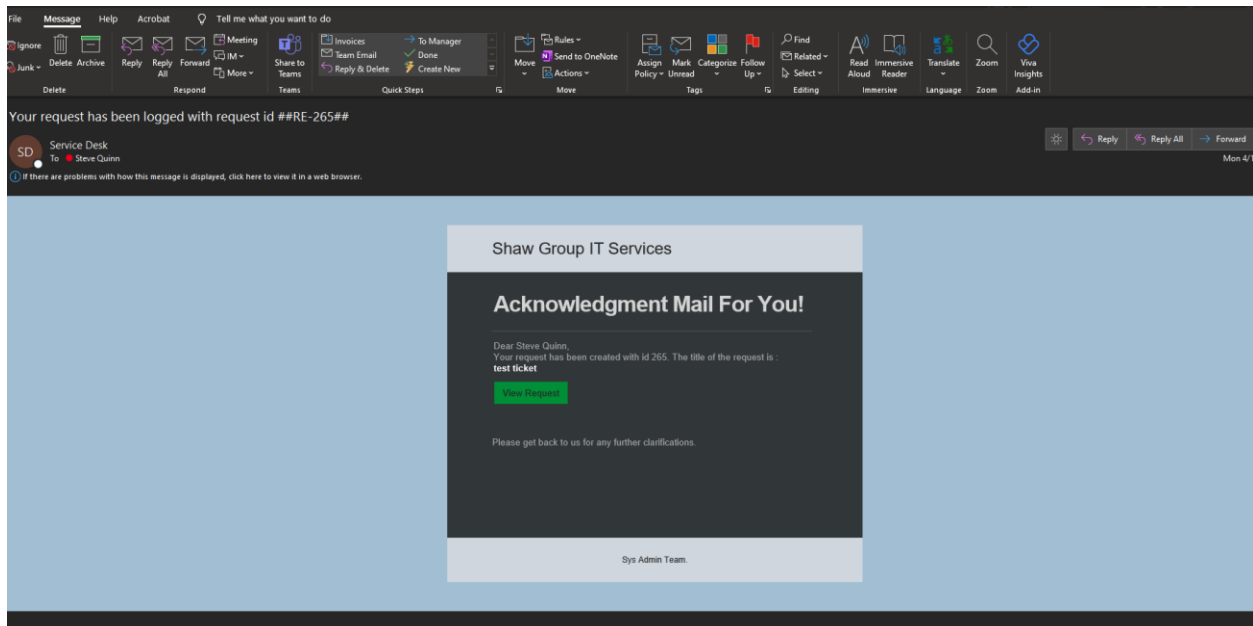 File Message Help Acrobat Tell me what you want to do
Ignore
Junk
Delete Archive
Reply Reply All Forward
Meeting
IM
More
Share to Teams
Invoices
Team Email
Reply & Delete
To Manager
Done
Create New
Move
Rules
Send to OneNote
Actions
Assign Policy Mark Unread Categorize Follow Up
Find
Related
Select
Read Aloud Immersive Reader
Translate
Zoom
Viva Insights
Delete Respond Teams Quick Steps Move Tags Editing Immersive Language Zoom Add-in
Your request has been logged with request id ##RE-265##
SD
Service Desk
To Steve Quinn
Reply Reply All Forward
Mon 4/1
If there are problems with how this message is displayed, click here to view it in a web browser.
Shaw Group IT Services
Acknowledgment Mail For You!
Dear Steve Quinn,
Your request has been created with id 265. The title of the request is :
test ticket
View Request
Please get back to us for any further clarifications.
Sys Admin Team.